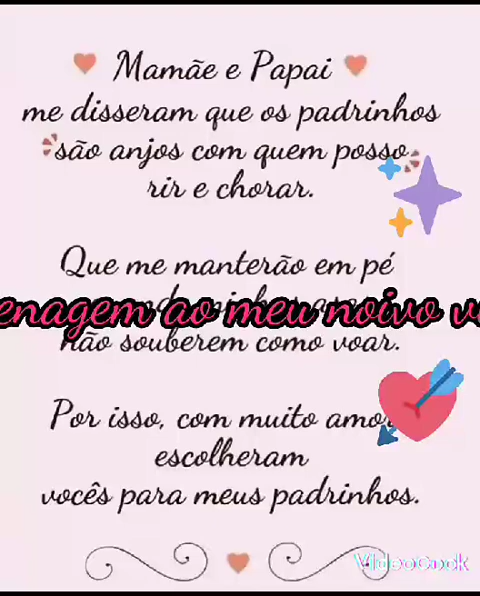 Mamãe e Papai
me disseram que os padrinhos
são anjos com quem posso
rir e chorar.
Que me manterão em pé
enagem ao meu noivo v
não souberem como voar.
Por isso, com muito amor
escolheram
vocês para meus padrinhos.
VideoCook